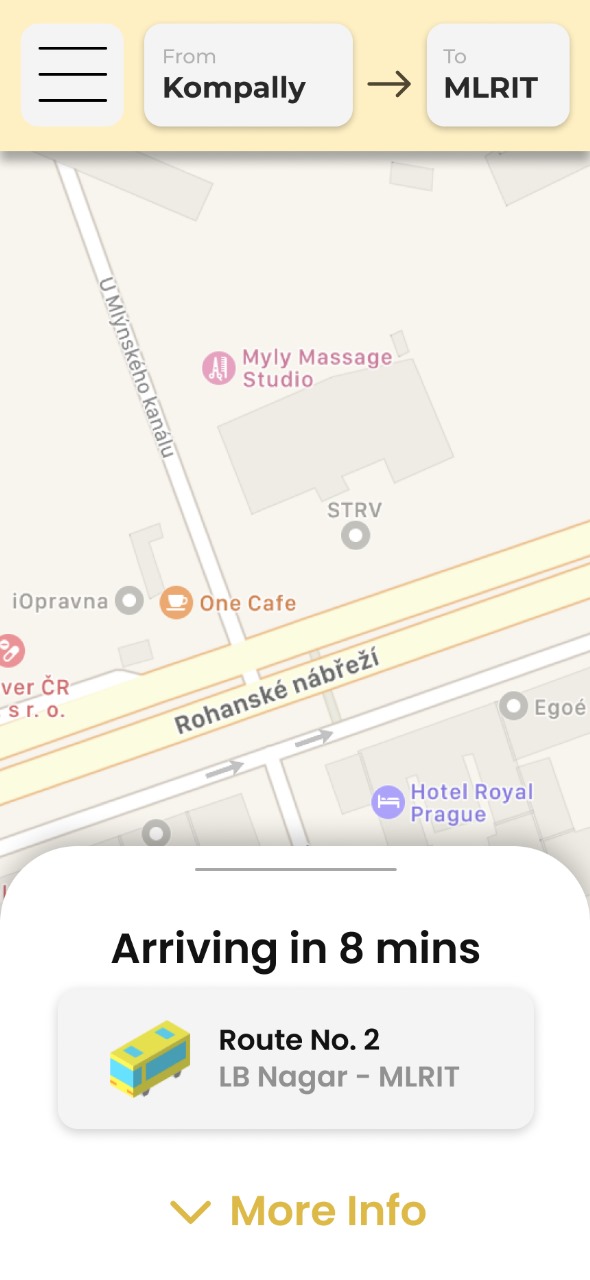 From
Kompally
To
MLRIT
U Mlýnského kanálu
Myly Massage
Studio
STRV
iOpravna
One Cafe
ver ČR
s r. o.
Rohanské nábřeží
Egoé
Hotel Royal
Prague
Arriving in 8 mins
Route No. 2
LB Nagar - MLRIT
More Info